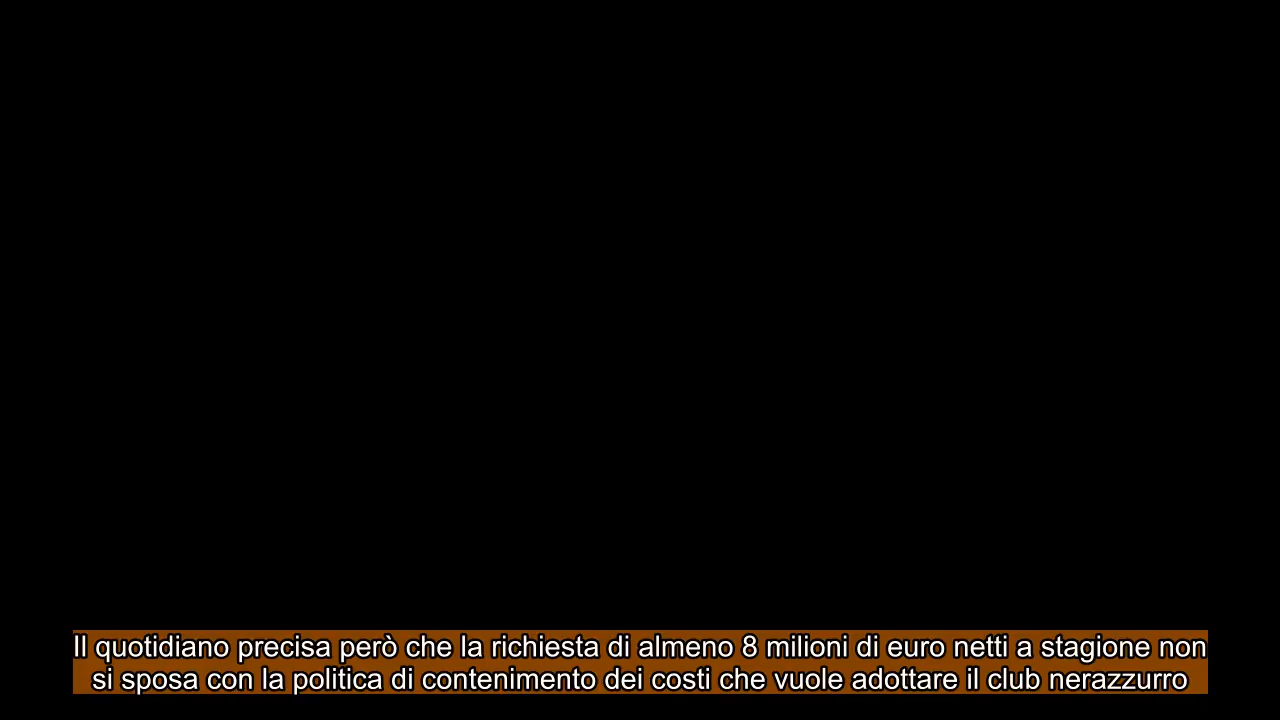 Il quotidiano precisa però che la richiesta di almeno 8 milioni di euro netti a stagione non
si sposa con la politica di contenimento dei costi che vuole adottare il club nerazzurro